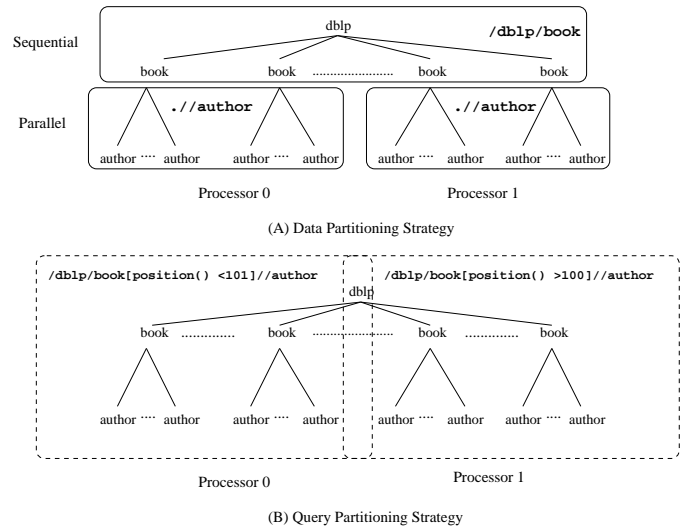 dblp
/dblp/book
Sequential
book book ...................... book book
.//author .//author
Parallel
author .... author author .... author author .... author author .... author
Processor 0 Processor 1
(A) Data Partitioning Strategy
/dblp/book[position() <101]//author /dblp/book[position() >100]//author
dblp
book .............. book ...................... book .............. book
author .... author author .... author author .... author author .... author
Processor 0 Processor 1
(B) Query Partitioning Strategy